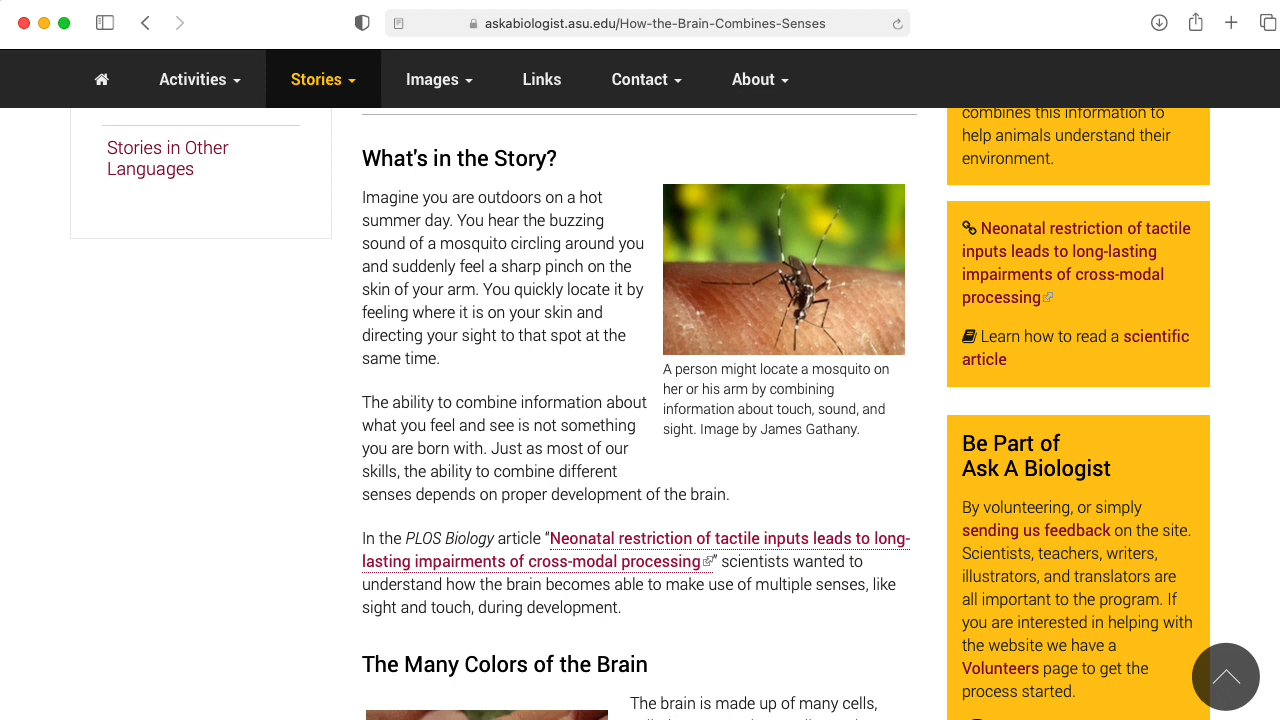 askabiologist.asu.edu/How-the-Brain-Combines-Senses
Activities
Stories
Images
Links
Contact
About
Stories in Other
Languages
What's in the Story?
Imagine you are outdoors on a hot
summer day. You hear the buzzing
sound of a mosquito circling around you
and suddenly feel a sharp pinch on the
skin of your arm. You quickly locate it by
feeling where it is on your skin and
directing your sight to that spot at the
same time.
A person might locate a mosquito on
her or his arm by combining
information about touch, sound, and
sight. Image by James Gathany.
The ability to combine information about
what you feel and see is not something
you are born with. Just as most of our
skills, the ability to combine different
senses depends on proper development of the brain.
In the PLOS Biology article “Neonatal restriction of tactile inputs leads to long-
lasting impairments of cross-modal processing” scientists wanted to
understand how the brain becomes able to make use of multiple senses, like
sight and touch, during development.
The Many Colors of the Brain
The brain is made up of many cells,
combines this information to
help animals understand their
environment.
Neonatal restriction of tactile
inputs leads to long-lasting
impairments of cross-modal
processing
Learn how to read a scientific
article
Be Part of
Ask A Biologist
By volunteering, or simply
sending us feedback on the site.
Scientists, teachers, writers,
illustrators, and translators are
all important to the program. If
you are interested in helping with
the website we have a
Volunteers page to get the
process started.